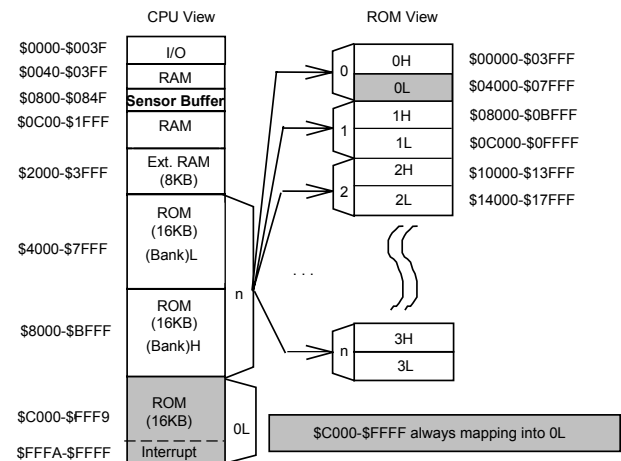 CPU View
ROM View
$0000-$003F
I/O
$0040-$03FF
RAM
$0800-$084F
Sensor Buffer
$0C00-$1FFF
RAM
$2000-$3FFF
Ext. RAM
(8KB)
$4000-$7FFF
ROM
(16KB)
(Bank)L
$8000-$BFFF
ROM
(16KB)
(Bank)H
n
$C000-$FFF9
ROM
(16KB)
0L
$FFFA-$FFFF
Interrupt
0
0H
$00000-$03FFF
0L
$04000-$07FFF
1
1H
$08000-$0BFFF
1L
$0C000-$0FFFF
2
2H
$10000-$13FFF
2L
$14000-$17FFF
. . .
n
3H
3L
$C000-$FFFF always mapping into 0L